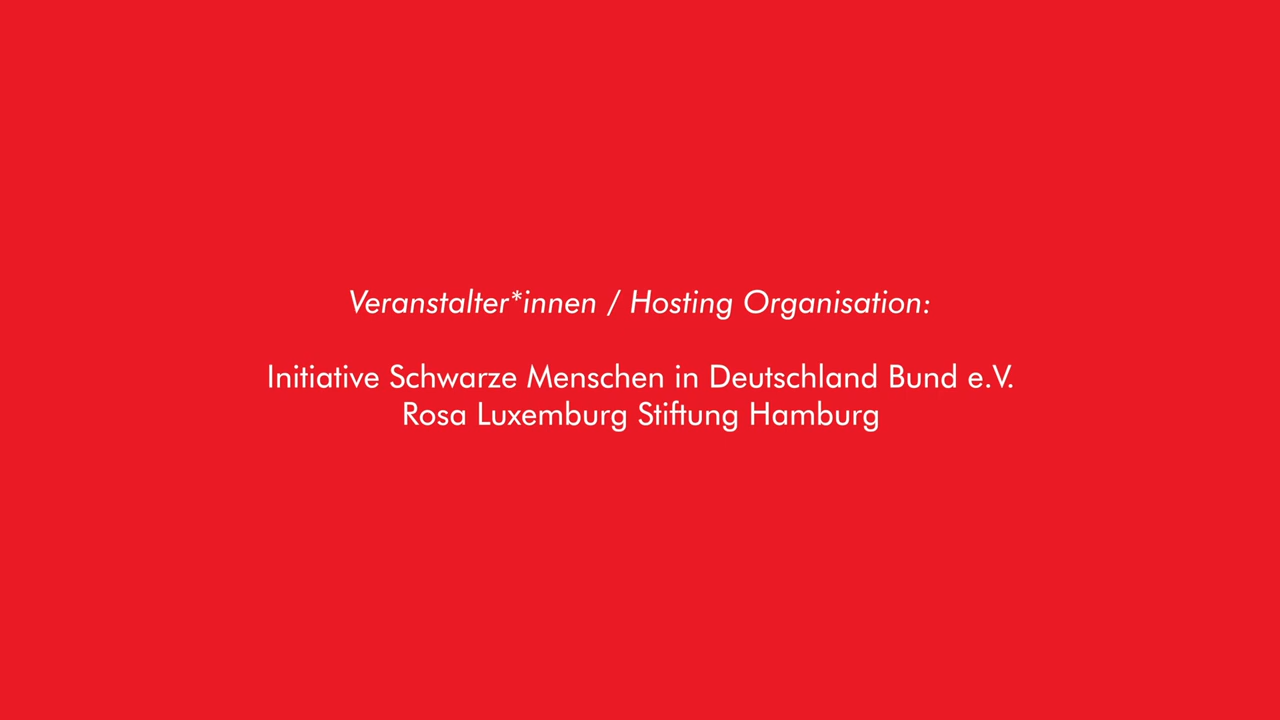 Veranstalter*innen / Hosting Organisation:
Initiative Schwarze Menschen in Deutschland Bund e.V.
Rosa Luxemburg Stiftung Hamburg